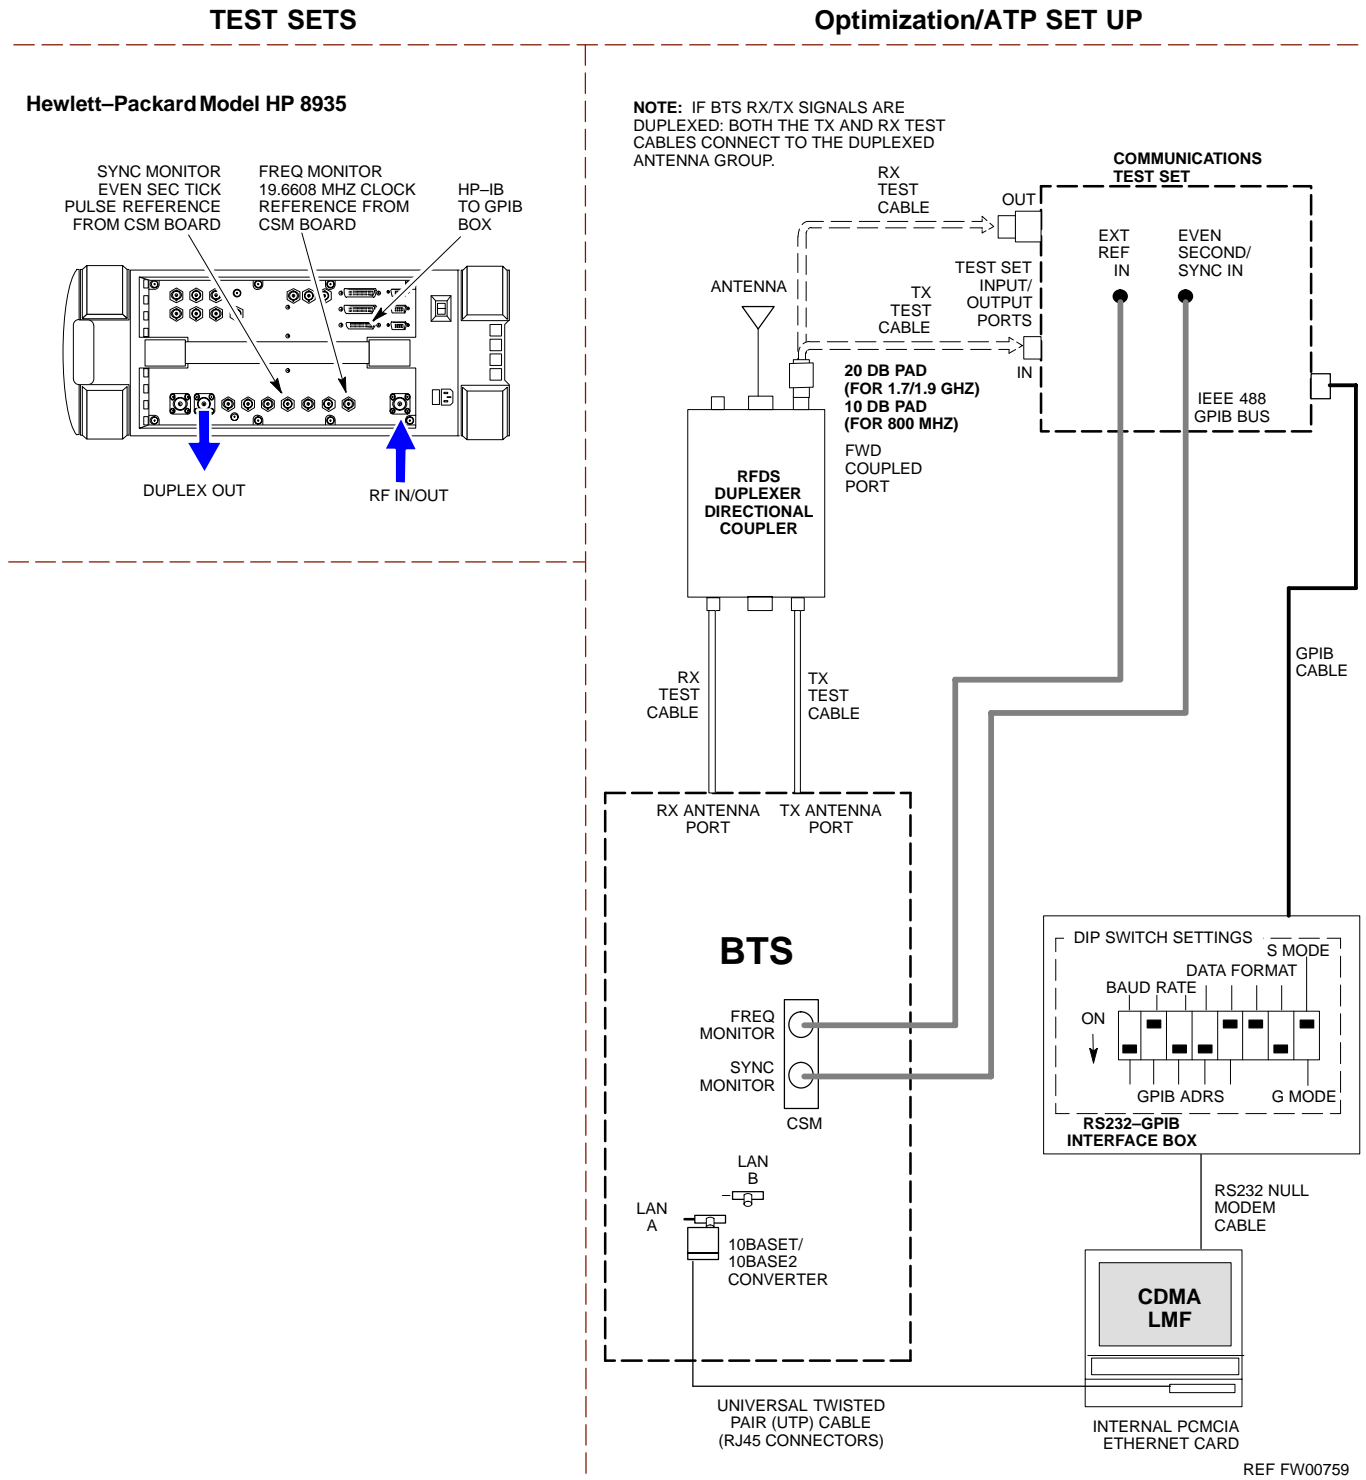 TEST SETS
Optimization/ATP SET UP
Hewlett–Packard Model HP 8935
SYNC MONITOR
EVEN SEC TICK
PULSE REFERENCE
FROM CSM BOARD
FREQ MONITOR
19.6608 MHZ CLOCK
REFERENCE FROM
CSM BOARD
HP–IB
TO GPIB
BOX
DUPLEX OUT
RF IN/OUT
NOTE: IF BTS RX/TX SIGNALS ARE
DUPLEXED: BOTH THE TX AND RX TEST
CABLES CONNECT TO THE DUPLEXED
ANTENNA GROUP.
RX
TEST
CABLE
COMMUNICATIONS
TEST SET
OUT
EXT
REF
IN
EVEN
SECOND/
SYNC IN
TEST SET
INPUT/
OUTPUT
PORTS
ANTENNA
TX
TEST
CABLE
IN
20 DB PAD
(FOR 1.7/1.9 GHZ)
10 DB PAD
(FOR 800 MHZ)
IEEE 488
GPIB BUS
FWD
COUPLED
PORT
RFDS
DUPLEXER
DIRECTIONAL
COUPLER
GPIB
CABLE
RX
TEST
CABLE
TX
TEST
CABLE
RX ANTENNA
PORT
TX ANTENNA
PORT
BTS
FREQ
MONITOR
SYNC
MONITOR
CSM
DIP SWITCH SETTINGS
S MODE
DATA FORMAT
BAUD RATE
ON
GPIB ADRS
G MODE
RS232–GPIB
INTERFACE BOX
LAN
B
LAN
A
10BASET/
10BASE2
CONVERTER
RS232 NULL
MODEM
CABLE
CDMA
LMF
UNIVERSAL TWISTED
PAIR (UTP) CABLE
(RJ45 CONNECTORS)
INTERNAL PCMCIA
ETHERNET CARD
REF FW00759